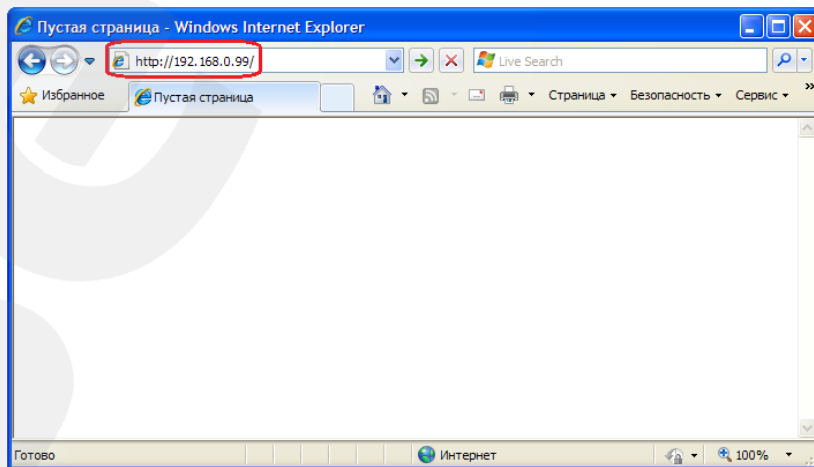 Пустая страница - Windows Internet Explorer
http://192.168.0.99/
Live Search
Избранное
Пустая страница
Страница
Безопасность
Сервис
»
Готово
Интернет
100%